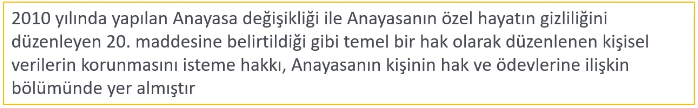 2010 yılında yapılan Anayasa değişikliği ile Anayasanın özel hayatın gizliliğini
düzenleyen 20. maddesine belirtildiği gibi temel bir hak olarak düzenlenen kişisel
verilerin korunmasını isteme hakkı, Anayasanın kişinin hak ve ödevlerine ilişkin
bölümünde yer almıştır